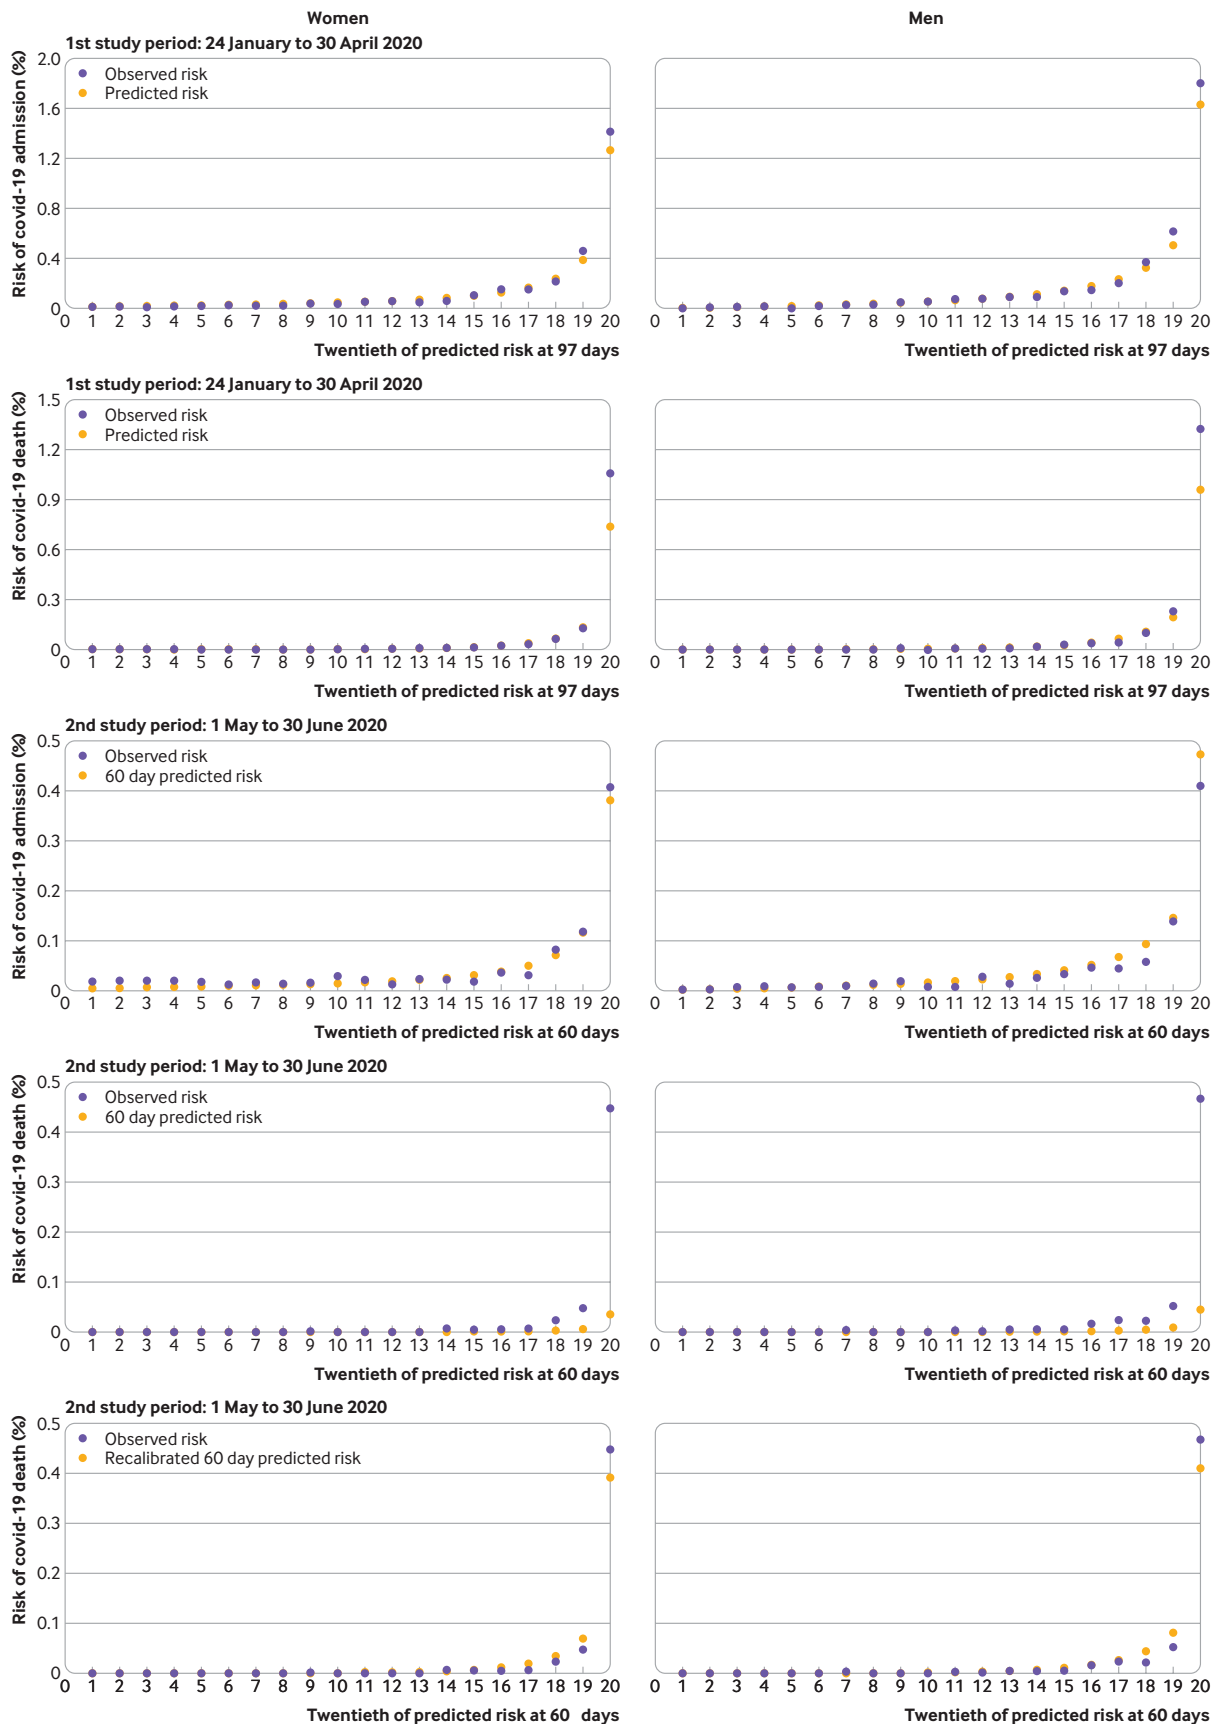 Women
Men
1st study period: 24 January to 30 April 2020
Risk of covid-19 admission (%)
2.0
1.6
1.2
0.8
0.4
0
Observed risk
Predicted risk
0 1 2 3 4 5 6 7 8 9 10 11 12 13 14 15 16 17 18 19 20
0 1 2 3 4 5 6 7 8 9 10 11 12 13 14 15 16 17 18 19 20
Twentieth of predicted risk at 97 days
Twentieth of predicted risk at 97 days
1st study period: 24 January to 30 April 2020
Risk of covid-19 death (%)
1.5
1.2
0.9
0.6
0.3
0
Observed risk
Predicted risk
0 1 2 3 4 5 6 7 8 9 10 11 12 13 14 15 16 17 18 19 20
0 1 2 3 4 5 6 7 8 9 10 11 12 13 14 15 16 17 18 19 20
Twentieth of predicted risk at 97 days
Twentieth of predicted risk at 97 days
2nd study period: 1 May to 30 June 2020
Risk of covid-19 admission (%)
0.5
0.4
0.3
0.2
0.1
0
Observed risk
60 day predicted risk
0 1 2 3 4 5 6 7 8 9 10 11 12 13 14 15 16 17 18 19 20
0 1 2 3 4 5 6 7 8 9 10 11 12 13 14 15 16 17 18 19 20
Twentieth of predicted risk at 60 days
Twentieth of predicted risk at 60 days
2nd study period: 1 May to 30 June 2020
Risk of covid-19 death (%)
0.5
0.4
0.3
0.2
0.1
0
Observed risk
60 day predicted risk
0 1 2 3 4 5 6 7 8 9 10 11 12 13 14 15 16 17 18 19 20
0 1 2 3 4 5 6 7 8 9 10 11 12 13 14 15 16 17 18 19 20
Twentieth of predicted risk at 60 days
Twentieth of predicted risk at 60 days
2nd study period: 1 May to 30 June 2020
Risk of covid-19 death (%)
0.5
0.4
0.3
0.2
0.1
0
Observed risk
Recalibrated 60 day predicted risk
0 1 2 3 4 5 6 7 8 9 10 11 12 13 14 15 16 17 18 19 20
0 1 2 3 4 5 6 7 8 9 10 11 12 13 14 15 16 17 18 19 20
Twentieth of predicted risk at 60 days
Twentieth of predicted risk at 60 days